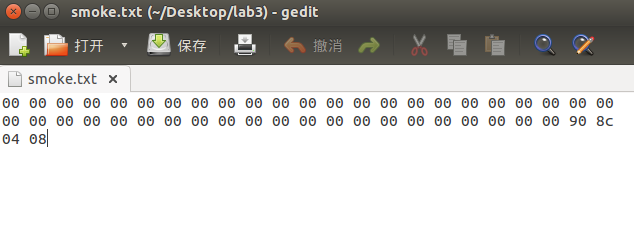 smoke.txt (~/Desktop/lab3) - gedit
打开 保存 撤消
smoke.txt ×
00 00 00 00 00 00 00 00 00 00 00 00 00 00 00 00 00 00 00 00 00 00 00
00 00 00 00 00 00 00 00 00 00 00 00 00 00 00 00 00 00 00 00 00 90 8c
04 08